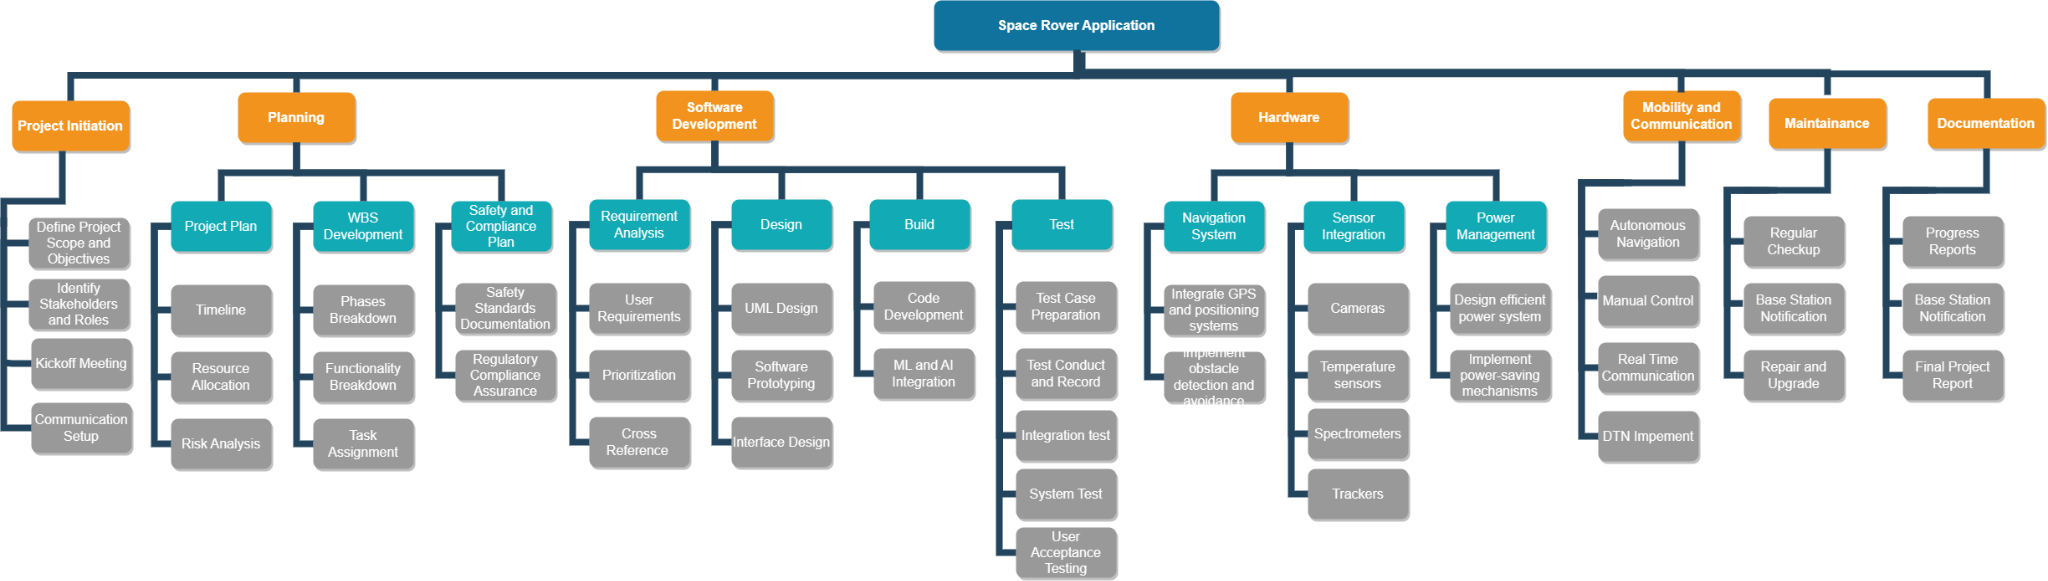 Space Rover Application
Project Initiation
Define Project
Scope and
Objectives
Identify
Stakeholders
and Roles
Kickoff Meeting
Communication
Setup
Planning
Project Plan
Timeline
Resource
Allocation
Risk Analysis
WBS
Development
Phases
Breakdown
Functionality
Breakdown
Task
Assignment
Safety and
Compliance
Plan
Safety
Standards
Documentation
Regulatory
Compliance
Assurance
Software
Development
Requirement
Analysis
User
Requirements
Prioritization
Cross
Reference
Design
UML Design
Software
Prototyping
Interface Design
Build
Code
Development
ML and AI
Integration
Test
Test Case
Preparation
Test Conduct
and Record
Integration test
System Test
User
Acceptance
Testing
Hardware
Navigation
System
Integrate GPS
and positioning
systems
Implement
obstacle
detection and
avoidance
Sensor
Integration
Cameras
Temperature
sensors
Spectrometers
Trackers
Power
Management
Design efficient
power system
Implement
power-saving
mechanisms
Mobility and
Communication
Autonomous
Navigation
Manual Control
Real Time
Communication
DTN Impement
Maintainance
Regular
Checkup
Base Station
Notification
Repair and
Upgrade
Documentation
Progress
Reports
Base Station
Notification
Final Project
Report